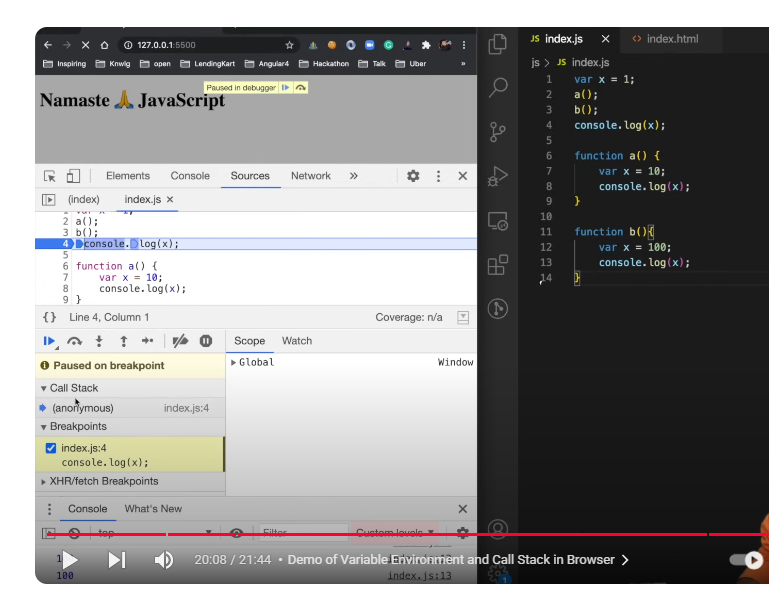 127.0.0.1:5500
Inspiring Knwlg open LendingKart Angular4 Hackathon Talk Uber »
Paused in debugger
Namaste 🙏 JavaScript
Elements Console Sources Network »
(index) index.js ×
1 var x = 1;
2 a();
3 b();
4 console.log(x);
5
6 function a() {
7 var x = 10;
8 console.log(x);
9 }
{} Line 4, Column 1 Coverage: n/a
Scope Watch
Paused on breakpoint
Global Window
Call Stack
(anonymous) index.js:4
Breakpoints
index.js:4
console.log(x);
XHR/fetch Breakpoints
Console What's New
top Filter Custom levels
20:08 / 21:44 • Demo of Variable Environment and Call Stack in Browser
100 index.js:13
JS index.js × <> index.html
js > JS index.js
1 var x = 1;
2 a();
3 b();
4 console.log(x);
5
6 function a() {
7 var x = 10;
8 console.log(x);
9 }
10
11 function b(){
12 var x = 100;
13 console.log(x);
14 }
1